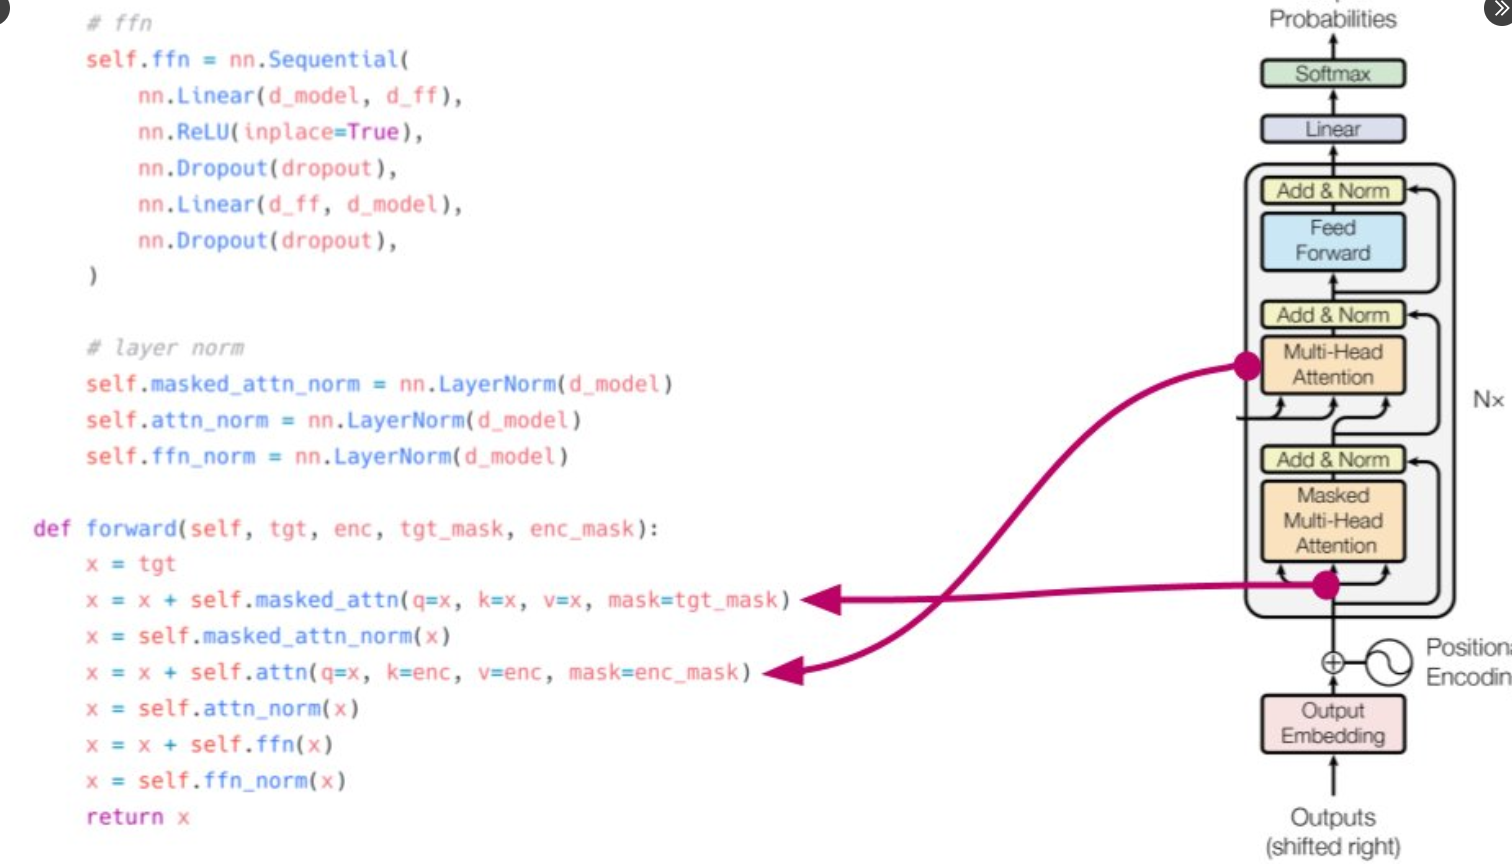 # ffn
self.ffn = nn.Sequential(
nn.Linear(d_model, d_ff),
nn.ReLU(inplace=True),
nn.Dropout(dropout),
nn.Linear(d_ff, d_model),
nn.Dropout(dropout),
)
# layer norm
self.masked_attn_norm = nn.LayerNorm(d_model)
self.attn_norm = nn.LayerNorm(d_model)
self.ffn_norm = nn.LayerNorm(d_model)
def forward(self, tgt, enc, tgt_mask, enc_mask):
x = tgt
x = x + self.masked_attn(q=x, k=x, v=x, mask=tgt_mask)
x = self.masked_attn_norm(x)
x = x + self.attn(q=x, k=enc, v=enc, mask=enc_mask)
x = self.attn_norm(x)
x = x + self.ffn(x)
x = self.ffn_norm(x)
return x
Probabilities
Softmax
Linear
Add & Norm
Feed
Forward
Add & Norm
Multi-Head
Attention
N×
Add & Norm
Masked
Multi-Head
Attention
Positiona
Encodin
Output
Embedding
Outputs
(shifted right)